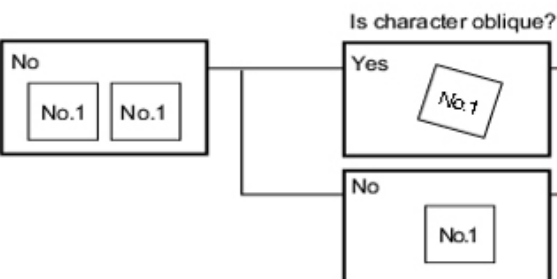 Is character oblique?
No
No.1 No.1
Yes
No.1
No
No.1